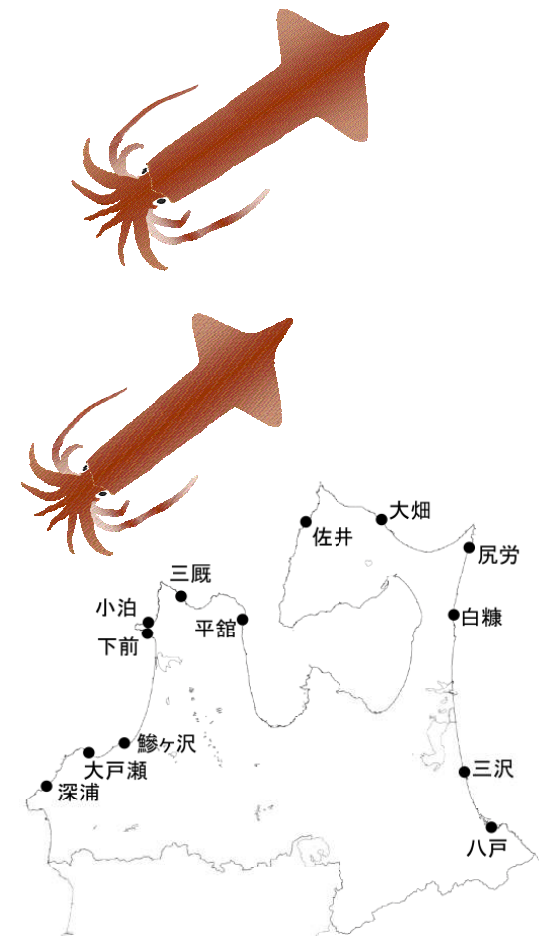 大畑
佐井
尻労
三厩
小泊
白糠
平舘
下前
鰺ヶ沢
大戸瀬
三沢
深浦
八戸